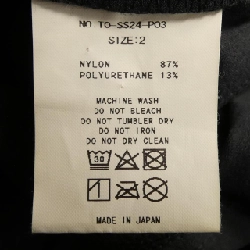 NO TO-SS24-P03
SIZE:2
NYLON 87%
POLYURETHANE 13%
MACHINE WASH
DO NOT BLEACH
DO NOT TUMBLER DRY
DO NOT IRON
DO NOT DRY CLEAN
30
MADE IN JAPAN